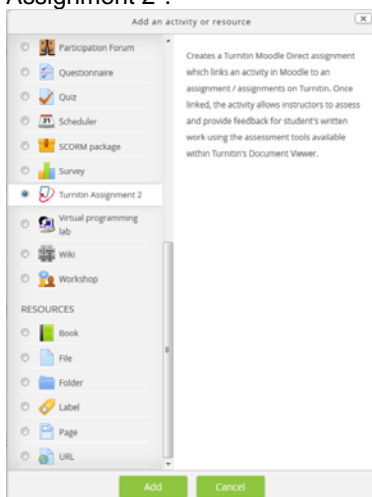 Assignment 2".
Add an activity or resource
Participation Forum
Questionnaire
Quiz
Scheduler
SCORM package
Survey
Turnitin Assignment 2
Virtual programming
lab
Wiki
Workshop
RESOURCES
Book
File
Folder
Label
Page
URL
Creates a Turnitin Moodle Direct assignment
which links an activity in Moodle to an
assignment / assignments on Turnitin. Once
linked, the activity allows instructors to assess
and provide feedback for student's written
work using the assessment tools available
within Turnitin's Document Viewer.
Add
Cancel